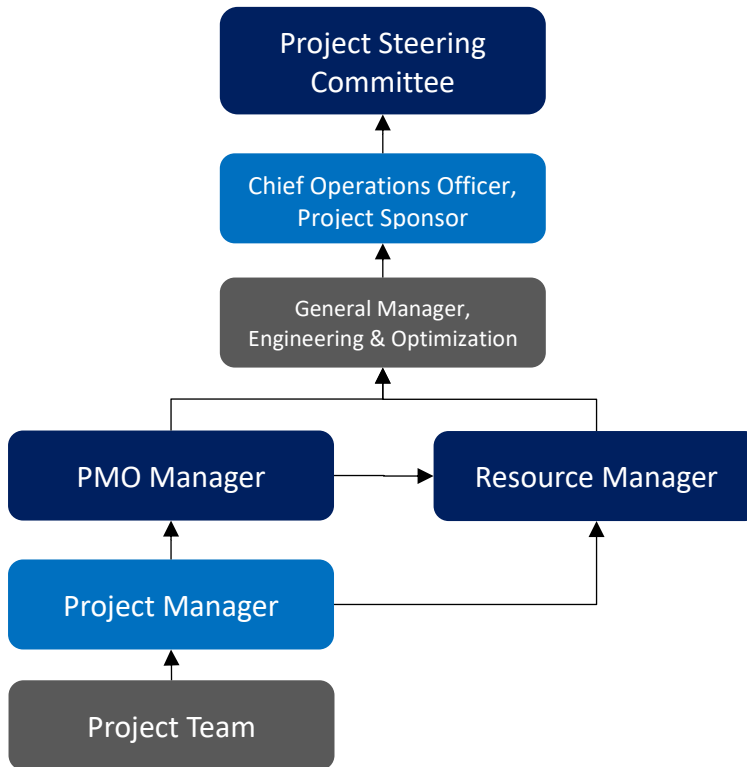 Project Steering
Committee
Chief Operations Officer,
Project Sponsor
General Manager,
Engineering & Optimization
PMO Manager
Resource Manager
Project Manager
Project Team